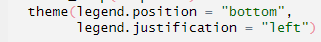 theme(legend.position = "bottom",
legend.justification = "left")